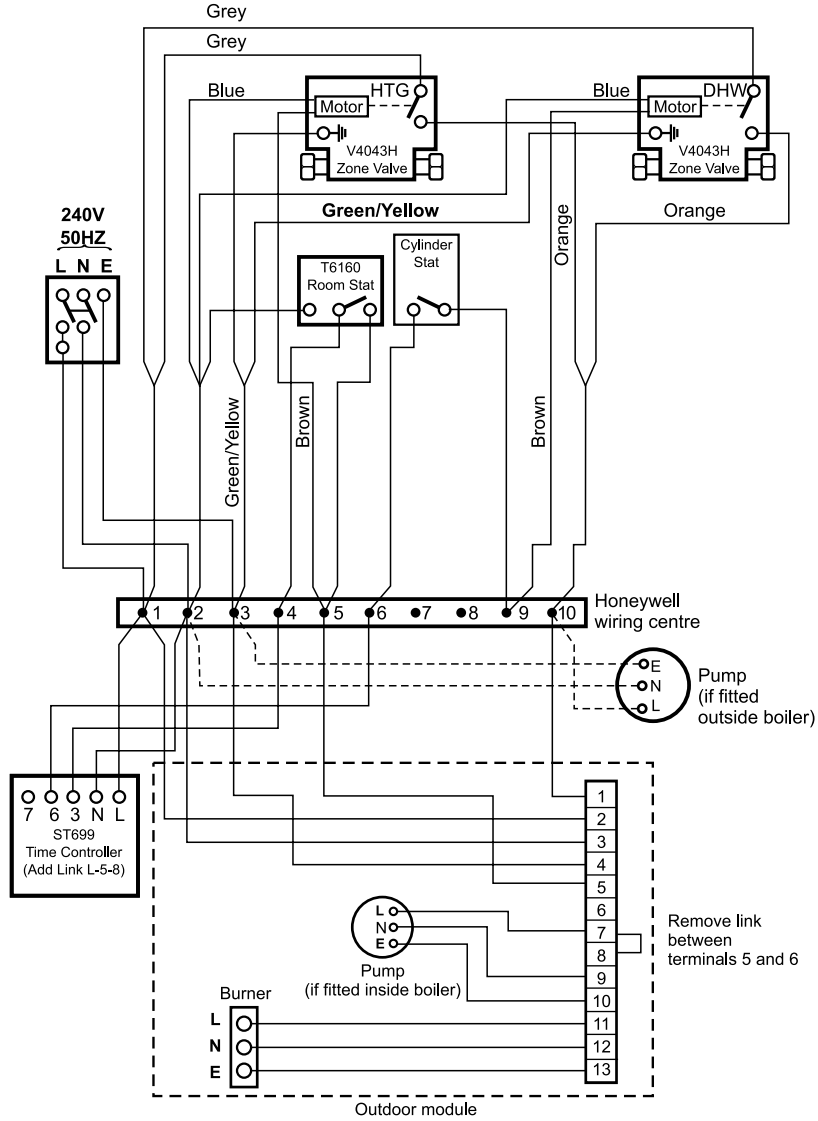 Grey
Grey
Blue
HTG
Motor
V4043H
Zone Valve
Blue
DHW
Motor
V4043H
Zone Valve
Green/Yellow
Orange
Orange
240V
50HZ
L N E
T6160
Room Stat
Cylinder
Stat
Green/Yellow
Brown
Brown
1 2 3 4 5 6 7 8 9 10
Honeywell
wiring centre
E
N
L
Pump
(if fitted
outside boiler)
7 6 3 N L
ST699
Time Controller
(Add Link L-5-8)
1
2
3
4
5
6
7
8
9
10
11
12
13
Remove link
between
terminals 5 and 6
L
N
E
Pump
(if fitted inside boiler)
Burner
L
N
E
Outdoor module